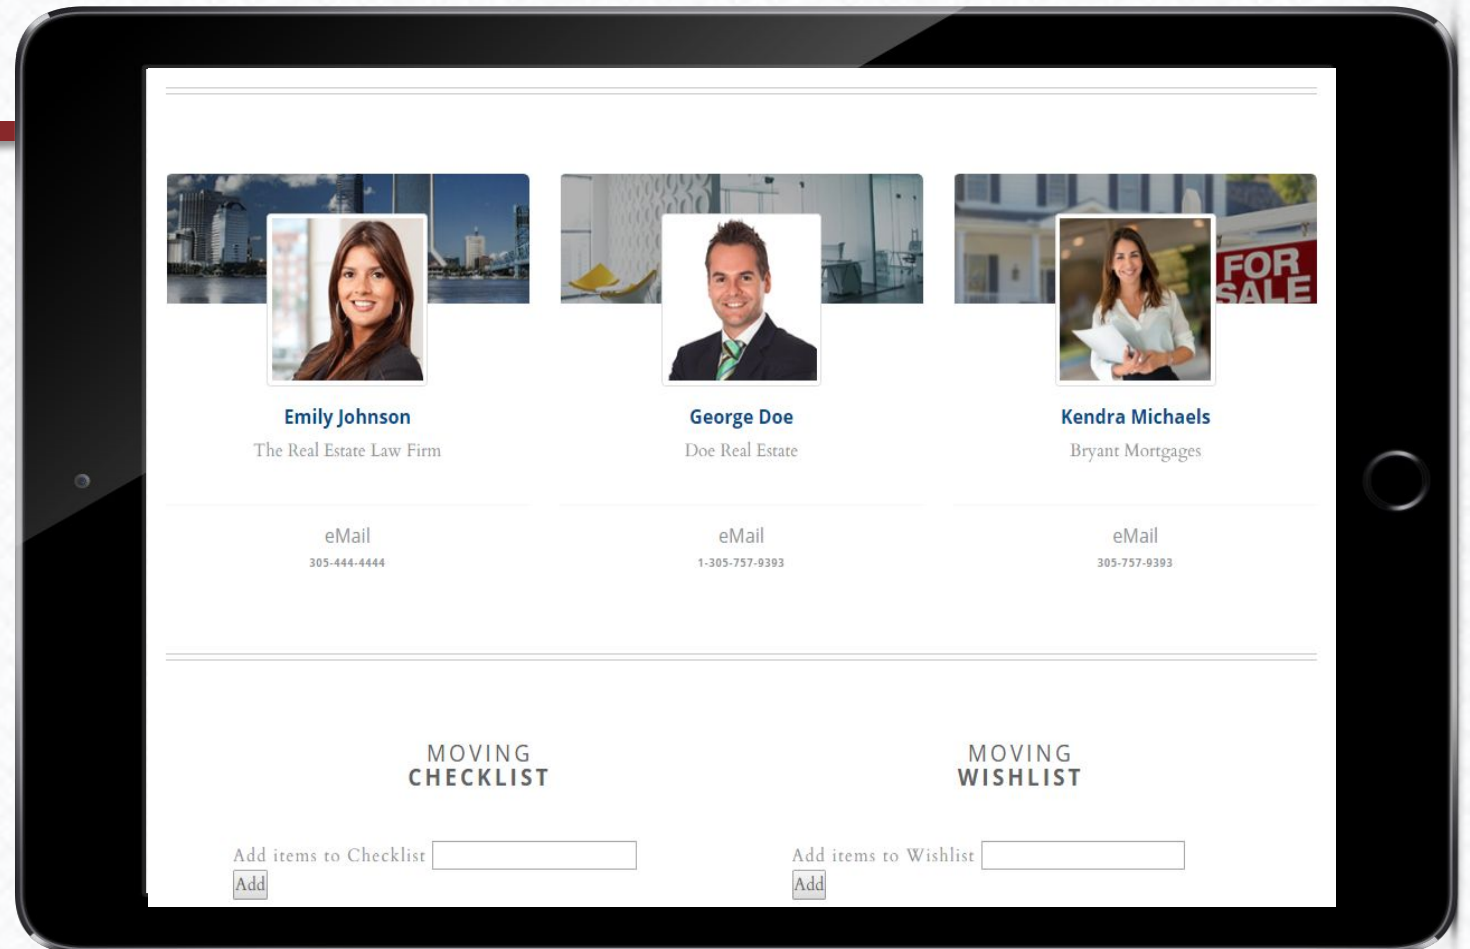 FOR
SALE
Emily Johnson
The Real Estate Law Firm
eMail
305-444-4444
George Doe
Doe Real Estate
eMail
1-305-757-9393
Kendra Michaels
Bryant Mortgages
eMail
305-757-9393
MOVING
CHECKLIST
Add items to Checklist
Add
MOVING
WISHLIST
Add items to Wishlist
Add